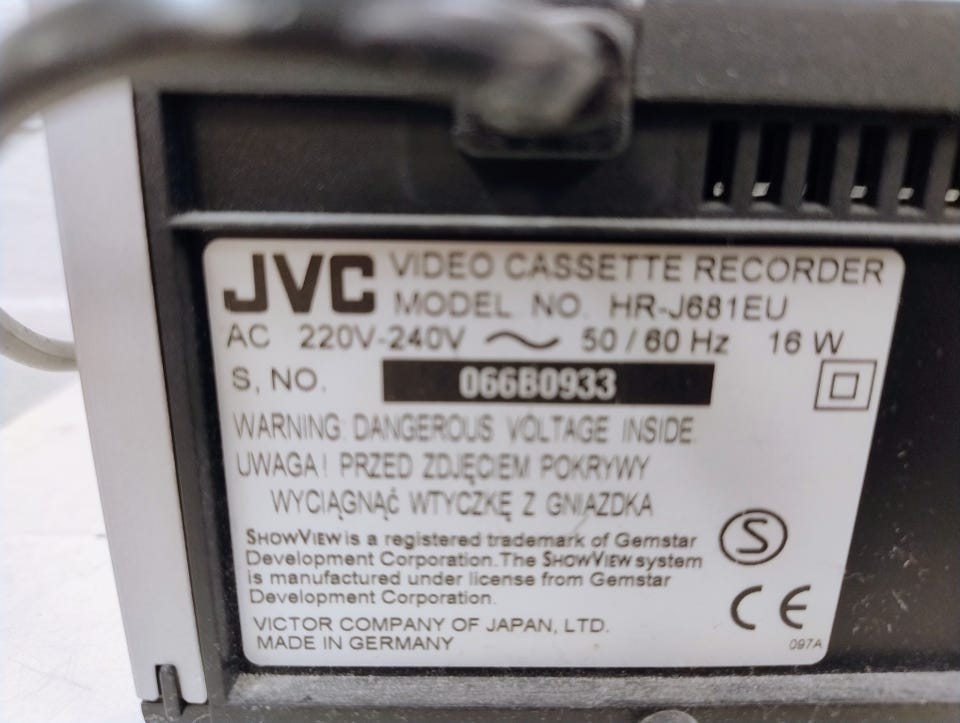 JVC VIDEO CASSETTE RECORDER
MODEL NO. HR-J681EU
AC 220V-240V ~ 50/60 Hz 16 W
S, NO. 066B0933
WARNING: DANGEROUS VOLTAGE INSIDE.
UWAGA! PRZED ZDJĘCIEM POKRYWY
WYCIĄGNĄĆ WTYCZKĘ Z GNIAZDKA
SHOWVIEW is a registered trademark of Gemstar
Development Corporation. The SHOWVIEW system
is manufactured under license from Gemstar
Development Corporation.
S
CE
VICTOR COMPANY OF JAPAN, LTD.
MADE IN GERMANY
097A